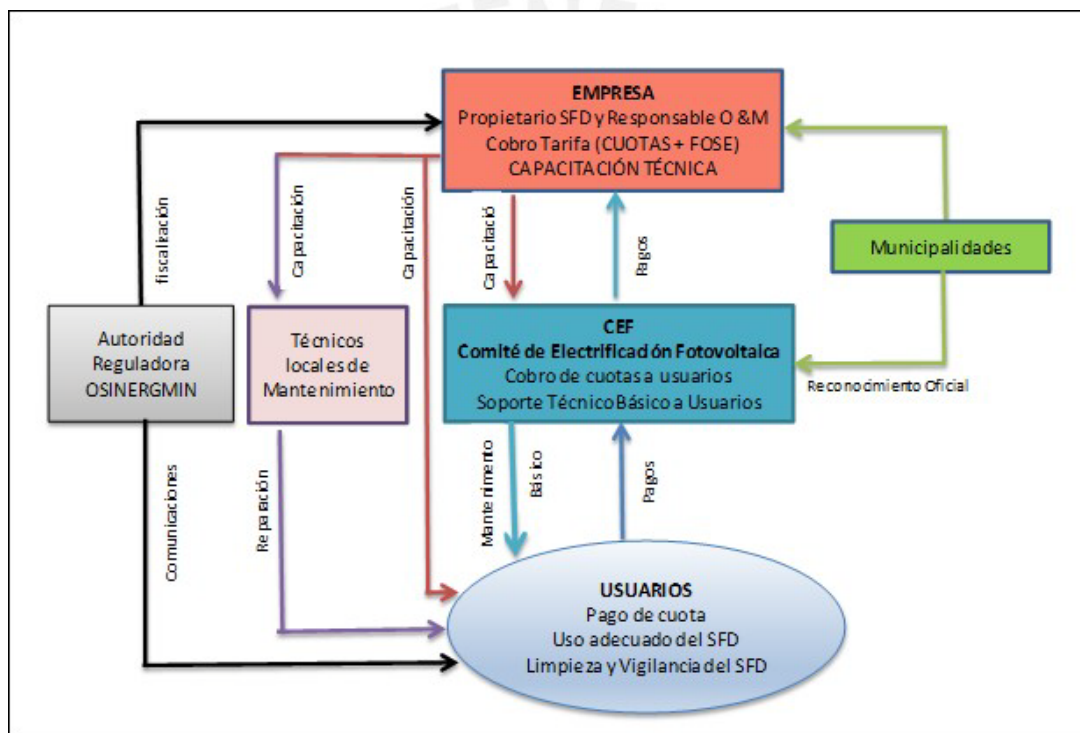 EMPRESA
Propietario SFD y Responsable O &M
Cobro Tarifa (CUOTAS + FOSE)
CAPACITACIÓN TÉCNICA
fiscalización
Capacitación
Capacitación
Capacitació
Pagos
Municipalidades
Autoridad
Reguladora
OSINERGMIN
Técnicos
locales de
Mantenimiento
CEF
Comité de Electrificación Fotovoltaica
Cobro de cuotas a usuarios
Soporte Técnico Básico a Usuarios
Reconocimiento Oficial
Comunicaciones
Reparación
Mantenimiento
Básico
Pagos
USUARIOS
Pago de cuota
Uso adecuado del SFD
Limpieza y Vigilancia del SFD